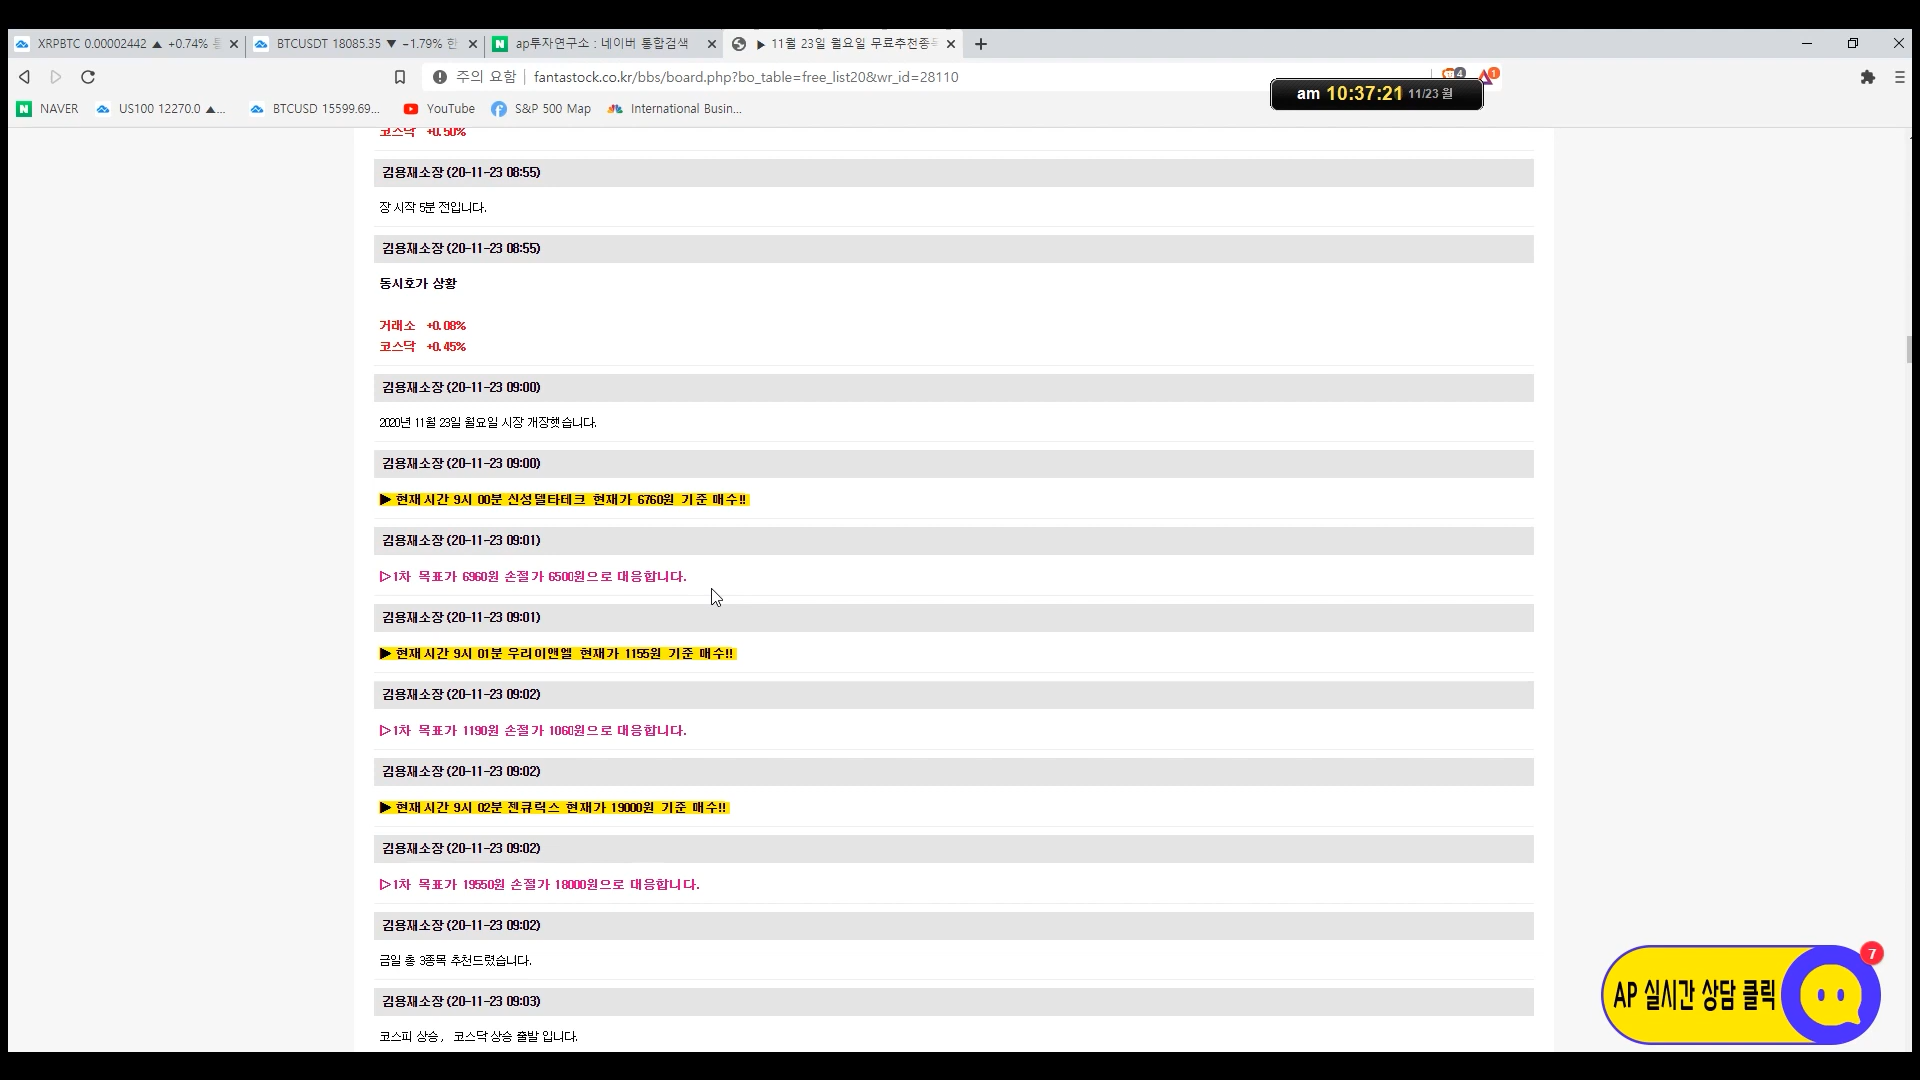 XRPBTC 0.00002442 ▲ +0.74%
BTCUSDT 18085.35 ▼ −1.79% 한
ap투자연구소 : 네이버 통합검색
▶ 11월 23일 월요일 무료추천종목
주의 요함 | fantastock.co.kr/bbs/board.php?bo_table=free_list20&wr_id=28110
4
1
am 10:37:21 11/23 월
NAVER
US100 12270.0 ▲...
BTCUSD 15599.69...
YouTube
S&P 500 Map
International Busin...
코스닥 +0.50%
김용재소장 (20-11-23 08:55)
장 시작 5분 전입니다.
김용재소장 (20-11-23 08:55)
동시호가 상황
거래소 +0.08%
코스닥 +0.45%
김용재소장 (20-11-23 09:00)
2020년 11월 23일 월요일 시장 개장햇습니다.
김용재소장 (20-11-23 09:00)
▶ 현재시간 9시 00분 신성델타테크 현재가 6760원 기준 매수!!
김용재소장 (20-11-23 09:01)
▷1차 목표가 6960원 손절가 6500원으로 대응합니다.
김용재소장 (20-11-23 09:01)
▶ 현재시간 9시 01분 우리이앤엘 현재가 1155원 기준 매수!!
김용재소장 (20-11-23 09:02)
▷1차 목표가 1190원 손절가 1060원으로 대응합니다.
김용재소장 (20-11-23 09:02)
▶ 현재시간 9시 02분 젠큐릭스 현재가 19000원 기준 매수!!
김용재소장 (20-11-23 09:02)
▷1차 목표가 19550원 손절가 18000원으로 대응합니다.
김용재소장 (20-11-23 09:02)
금일 총 3종목 추천드렸습니다.
김용재소장 (20-11-23 09:03)
코스피 상승 , 코스닥 상승 출발 입니다.
AP 실시간 상담 클릭
7